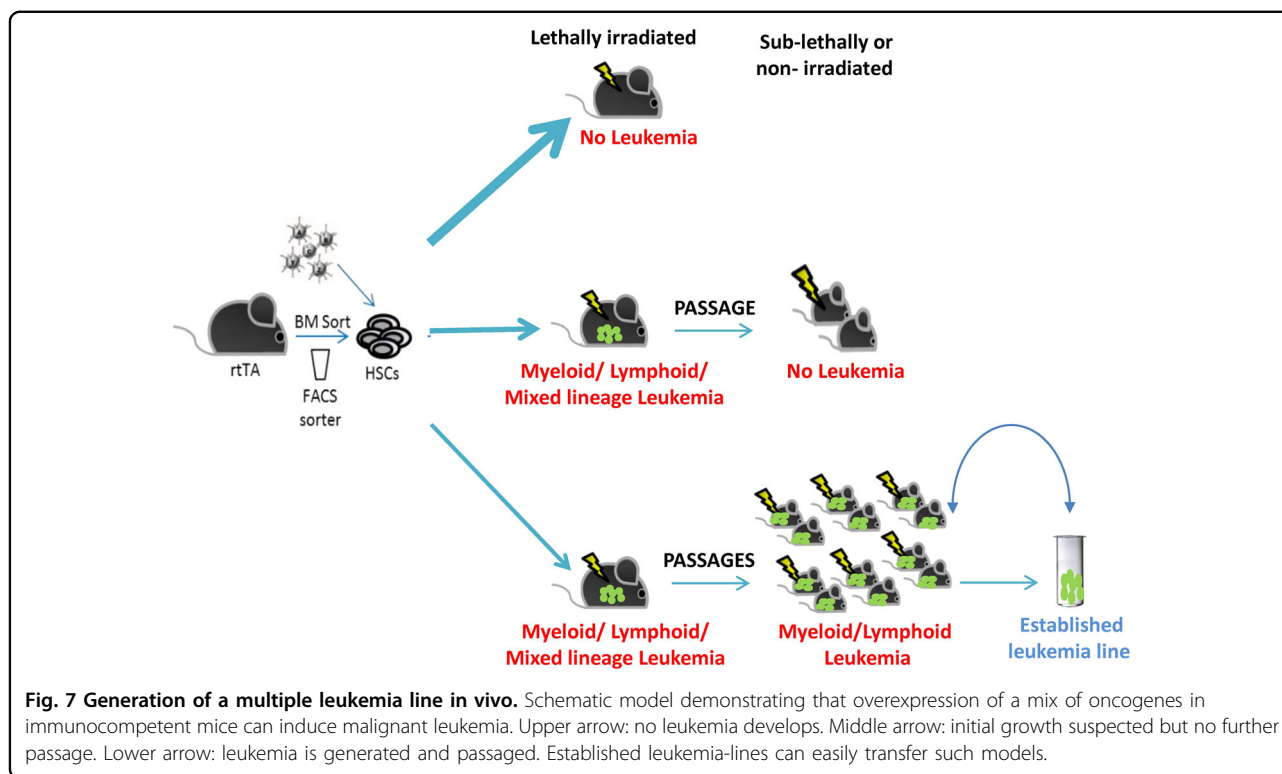 Lethally irradiated
Sub-lethally or
non- irradiated
No Leukemia
rtTA
BM Sort
FACS
sorter
HSCs
PASSAGE
Myeloid/ Lymphoid/
Mixed lineage Leukemia
No Leukemia
PASSAGES
Myeloid/ Lymphoid/
Mixed lineage Leukemia
Myeloid/Lymphoid
Leukemia
Established
leukemia line
Fig. 7 Generation of a multiple leukemia line in vivo. Schematic model demonstrating that overexpression of a mix of oncogenes in
immunocompetent mice can induce malignant leukemia. Upper arrow: no leukemia develops. Middle arrow: initial growth suspected but no further
passage. Lower arrow: leukemia is generated and passaged. Established leukemia-lines can easily transfer such models.